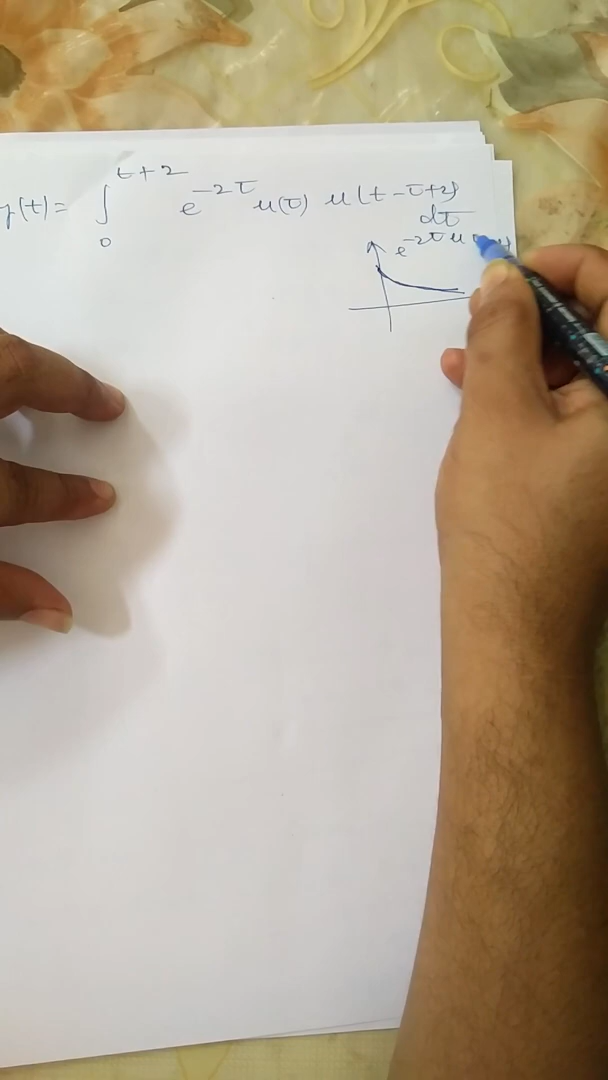 y(t) = ∫₀^{t+2} e^{-2τ} u(τ) u(t-τ+2) dτ
e^{-2τ} u